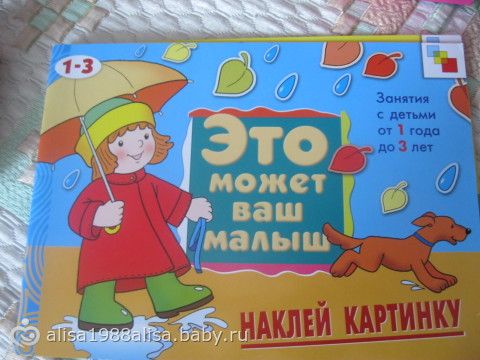 1-3
Занятия
с детьми
от 1 года
до 3 лет
Это
может
ваш
малыш
НАКЛЕЙ КАРТИНКУ
alisa1988alisa.baby.ru